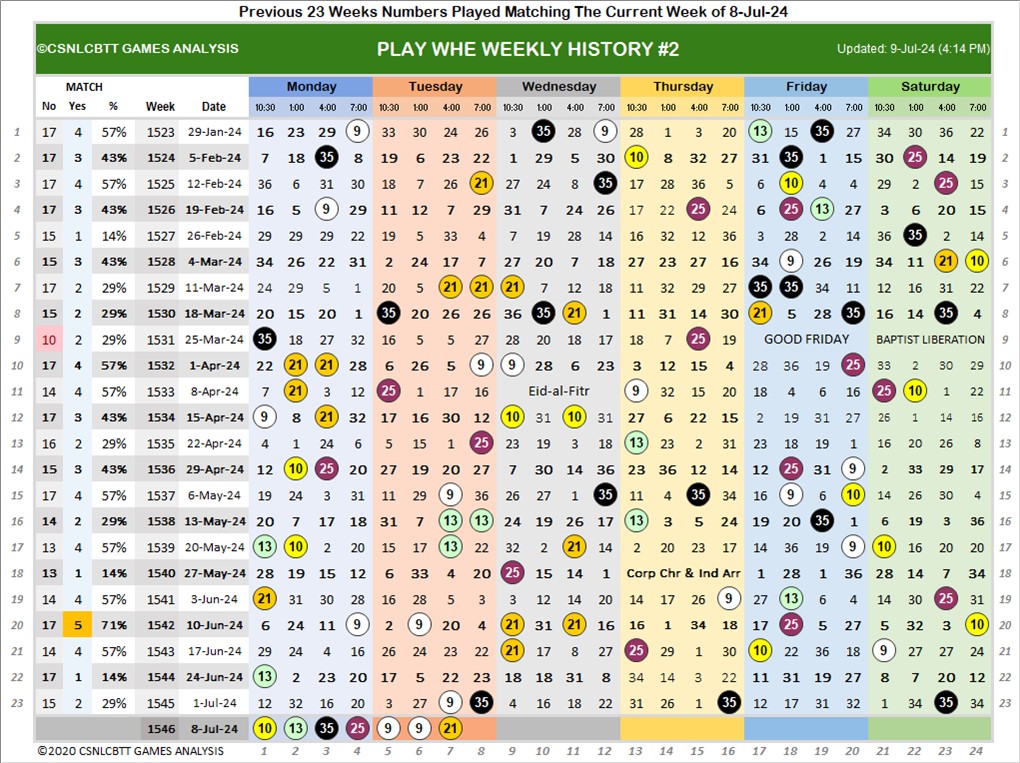 Previous 23 Weeks Numbers Played Matching The Current Week of 8-Jul-24
©CSNLCBTT GAMES ANALYSIS PLAY WHE WEEKLY HISTORY #2 Updated: 9-Jul-24 (4:14 PM)
MATCH Monday Tuesday Wednesday Thursday Friday Saturday
No Yes % Week Date 10:30 1:00 4:00 7:00 10:30 1:00 4:00 7:00 10:30 1:00 4:00 7:00 10:30 1:00 4:00 7:00 10:30 1:00 4:00 7:00 10:30 1:00 4:00 7:00
1 17 4 57% 1523 29-Jan-24 16 23 29 9 33 30 24 26 3 35 28 9 28 1 3 20 13 15 35 27 34 30 36 22 1
2 17 3 43% 1524 5-Feb-24 7 18 35 8 19 6 23 22 1 29 5 30 10 8 32 27 31 35 1 15 30 22 25 14 19 2
3 17 4 57% 1525 12-Feb-24 36 6 31 30 18 7 26 21 27 24 8 35 17 28 36 5 6 10 4 4 29 2 25 15 3
4 17 3 43% 1526 19-Feb-24 16 5 9 29 11 12 7 29 31 7 24 26 17 22 25 24 6 25 13 27 3 6 20 15 4
5 15 1 14% 1527 26-Feb-24 29 29 29 22 19 5 33 4 7 19 28 14 16 32 12 36 3 28 2 14 36 35 2 14 5
6 15 3 43% 1528 4-Mar-24 34 26 22 31 2 24 17 7 27 20 7 18 27 23 27 16 34 9 26 19 34 11 21 10 6
7 17 2 29% 1529 11-Mar-24 24 29 5 1 20 5 21 21 21 7 12 18 11 32 29 27 35 35 34 11 12 16 31 22 7
8 15 2 29% 1530 18-Mar-24 20 15 20 1 35 20 26 26 36 35 21 1 11 31 14 30 21 5 28 35 16 14 35 4 8
9 10 2 29% 1531 25-Mar-24 35 18 27 32 16 5 5 27 28 20 18 17 18 7 25 19 GOOD FRIDAY BAPTIST LIBERATION 9
10 17 4 57% 1532 1-Apr-24 22 21 21 28 6 26 5 9 9 28 6 23 3 12 15 4 28 36 19 25 33 2 30 29 10
11 14 4 57% 1533 8-Apr-24 7 21 3 12 25 1 17 16 Eid-al-Fitr 9 32 15 20 18 4 6 16 25 10 1 22 11
12 17 3 43% 1534 15-Apr-24 9 8 21 32 17 16 30 12 10 31 10 31 27 6 22 15 2 19 31 27 26 1 14 16 12
13 16 2 29% 1535 22-Apr-24 4 1 24 6 5 15 1 25 23 19 3 18 13 23 2 31 23 18 19 1 16 20 26 8 13
14 15 3 43% 1536 29-Apr-24 12 10 25 20 27 19 20 27 7 30 14 36 23 36 12 14 12 25 31 9 2 33 29 17 14
15 17 4 57% 1537 6-May-24 19 24 3 31 11 29 9 36 26 27 1 35 11 4 35 34 16 9 6 10 14 26 30 4 15
16 14 2 29% 1538 13-May-24 20 7 17 18 31 7 13 13 24 19 26 17 13 3 5 24 19 20 35 1 6 19 3 36 16
17 13 4 57% 1539 20-May-24 13 10 2 20 15 17 13 22 32 2 21 14 2 20 23 17 14 36 19 9 10 16 20 20 17
18 13 1 14% 1540 27-May-24 28 19 15 12 6 33 4 20 25 15 14 1 Corp Chr & Ind Arr 1 28 1 36 28 14 7 34 18
19 14 4 57% 1541 3-Jun-24 21 31 30 28 16 28 5 3 3 12 14 20 14 17 26 9 27 13 6 4 14 30 25 31 19
20 17 5 71% 1542 10-Jun-24 6 24 11 9 2 9 20 4 21 31 21 16 16 1 34 18 17 25 5 27 5 32 3 10 20
21 14 4 57% 1543 17-Jun-24 29 24 4 16 26 24 23 22 21 17 8 27 25 29 1 30 10 22 36 18 9 27 27 24 21
22 17 1 14% 1544 24-Jun-24 13 2 23 20 17 5 22 23 18 18 31 8 34 14 3 22 11 31 19 27 8 7 20 12 22
23 15 2 29% 1545 1-Jul-24 12 32 16 20 3 27 9 35 4 16 18 22 31 26 1 35 12 17 31 32 1 34 35 34 23
1546 8-Jul-24 10 13 35 25 9 9 21
©2020 CSNLCBTT GAMES ANALYSIS 1 2 3 4 5 6 7 8 9 10 11 12 13 14 15 16 17 18 19 20 21 22 23 24